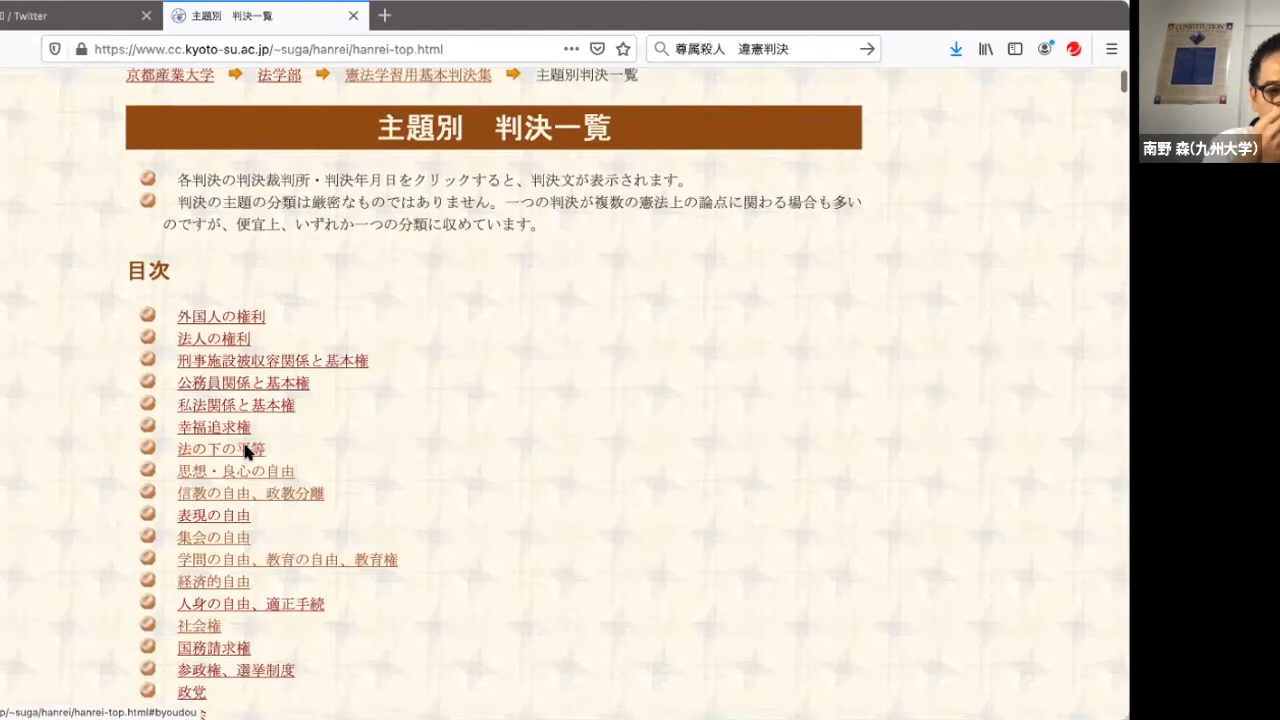 / Twitter
主題別 判決一覧
https://www.cc.kyoto-su.ac.jp/~suga/hanrei/hanrei-top.html
尊属殺人 違憲判決
京都産業大学 法学部 憲法学習用基本判決集 主題別判決一覧
主題別 判決一覧
各判決の判決裁判所・判決年月日をクリックすると、判決文が表示されます。
判決の主題の分類は厳密なものではありません。一つの判決が複数の憲法上の論点に関わる場合も多い
のですが、便宜上、いずれか一つの分類に収めています。
目次
外国人の権利
法人の権利
刑事施設被収容関係と基本権
公務員関係と基本権
私法関係と基本権
幸福追求権
法の下の平等
思想・良心の自由
信教の自由、政教分離
表現の自由
集会の自由
学問の自由、教育の自由、教育権
経済的自由
人身の自由、適正手続
社会権
国務請求権
参政権、選挙制度
政党
p/~suga/hanrei/hanrei-top.html#byoudou
CONSTITUTION
南野 森(九州大学)